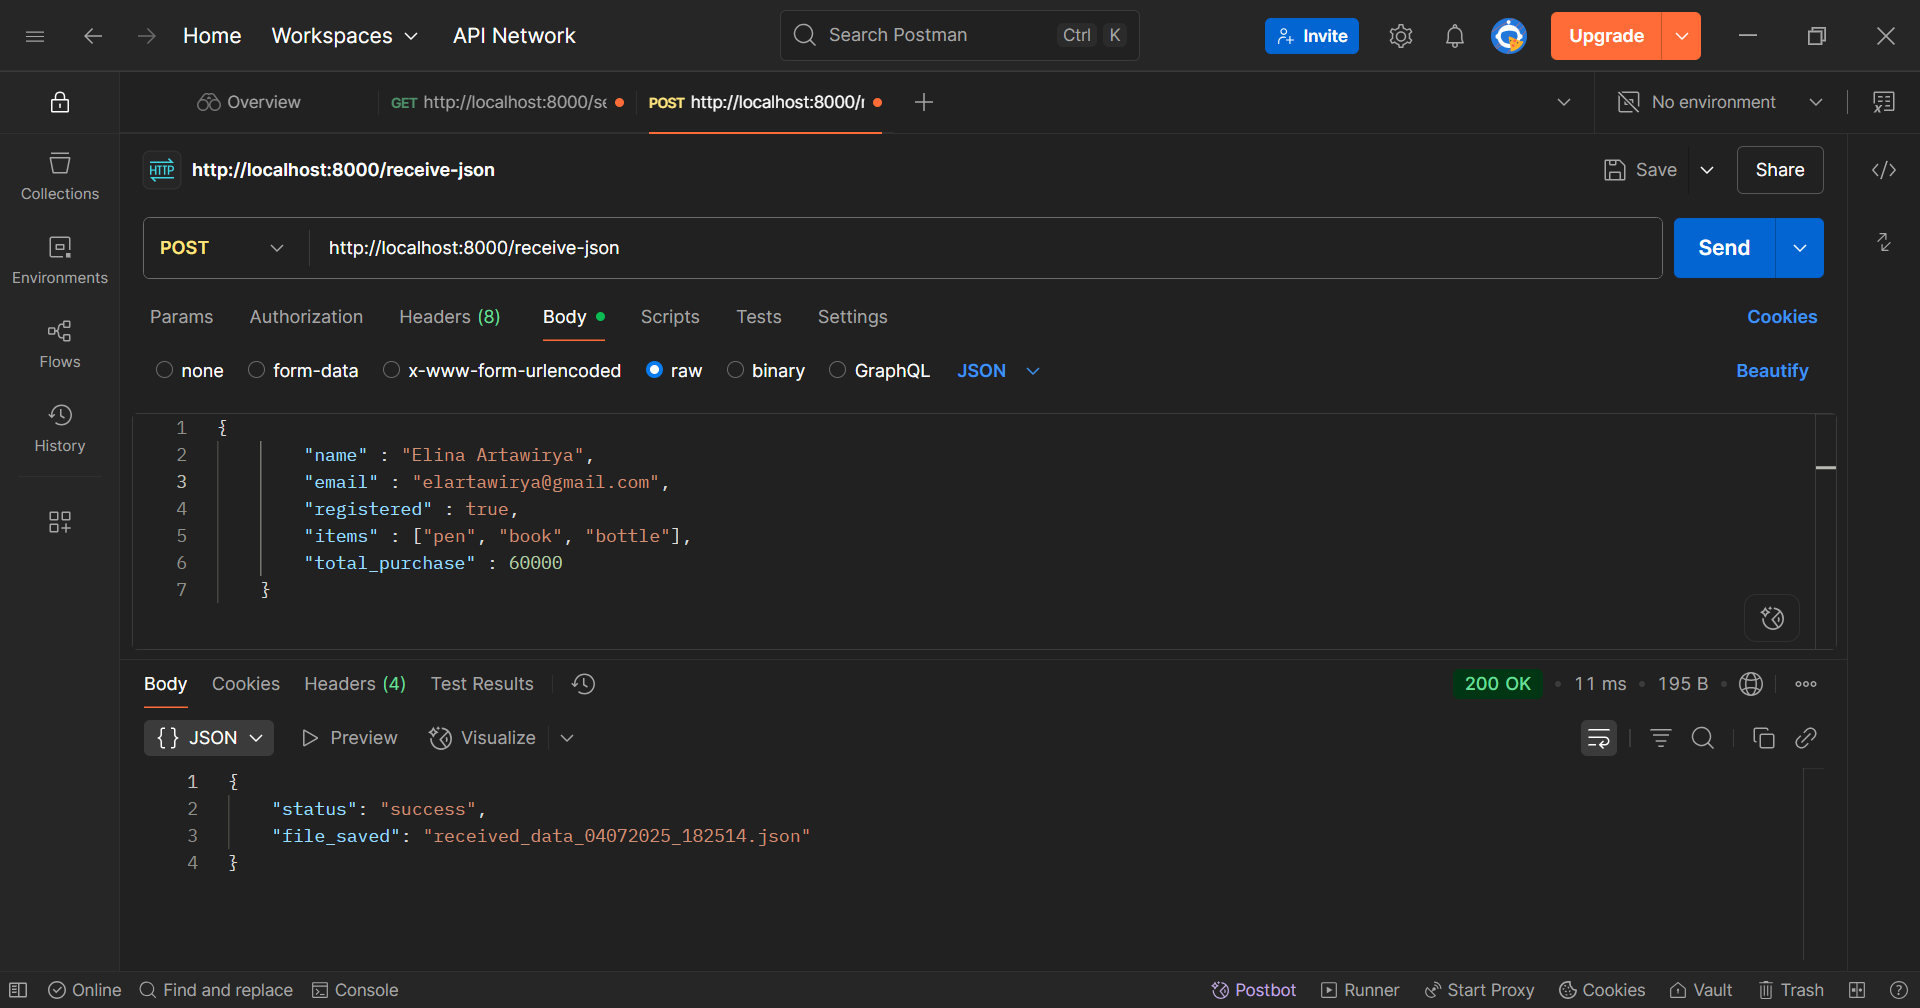 Home Workspaces API Network Search Postman Ctrl K Invite Upgrade
Overview GET http://localhost:8000/se POST http://localhost:8000/r No environment
HTTP http://localhost:8000/receive-json Save Share
POST http://localhost:8000/receive-json Send
Params Authorization Headers (8) Body Scripts Tests Settings Cookies
none form-data x-www-form-urlencoded raw binary GraphQL JSON Beautify
Collections
Environments
Flows
History
1 {
2 "name" : "Elina Artawirya",
3 "email" : "elartawirya@gmail.com",
4 "registered" : true,
5 "items" : ["pen", "book", "bottle"],
6 "total_purchase" : 60000
7 }
Body Cookies Headers (4) Test Results 200 OK • 11 ms • 195 B •
{} JSON Preview Visualize
1 {
2 "status": "success",
3 "file_saved": "received_data_04072025_182514.json"
4 }
Online Find and replace Console Postbot Runner Start Proxy Cookies Vault Trash